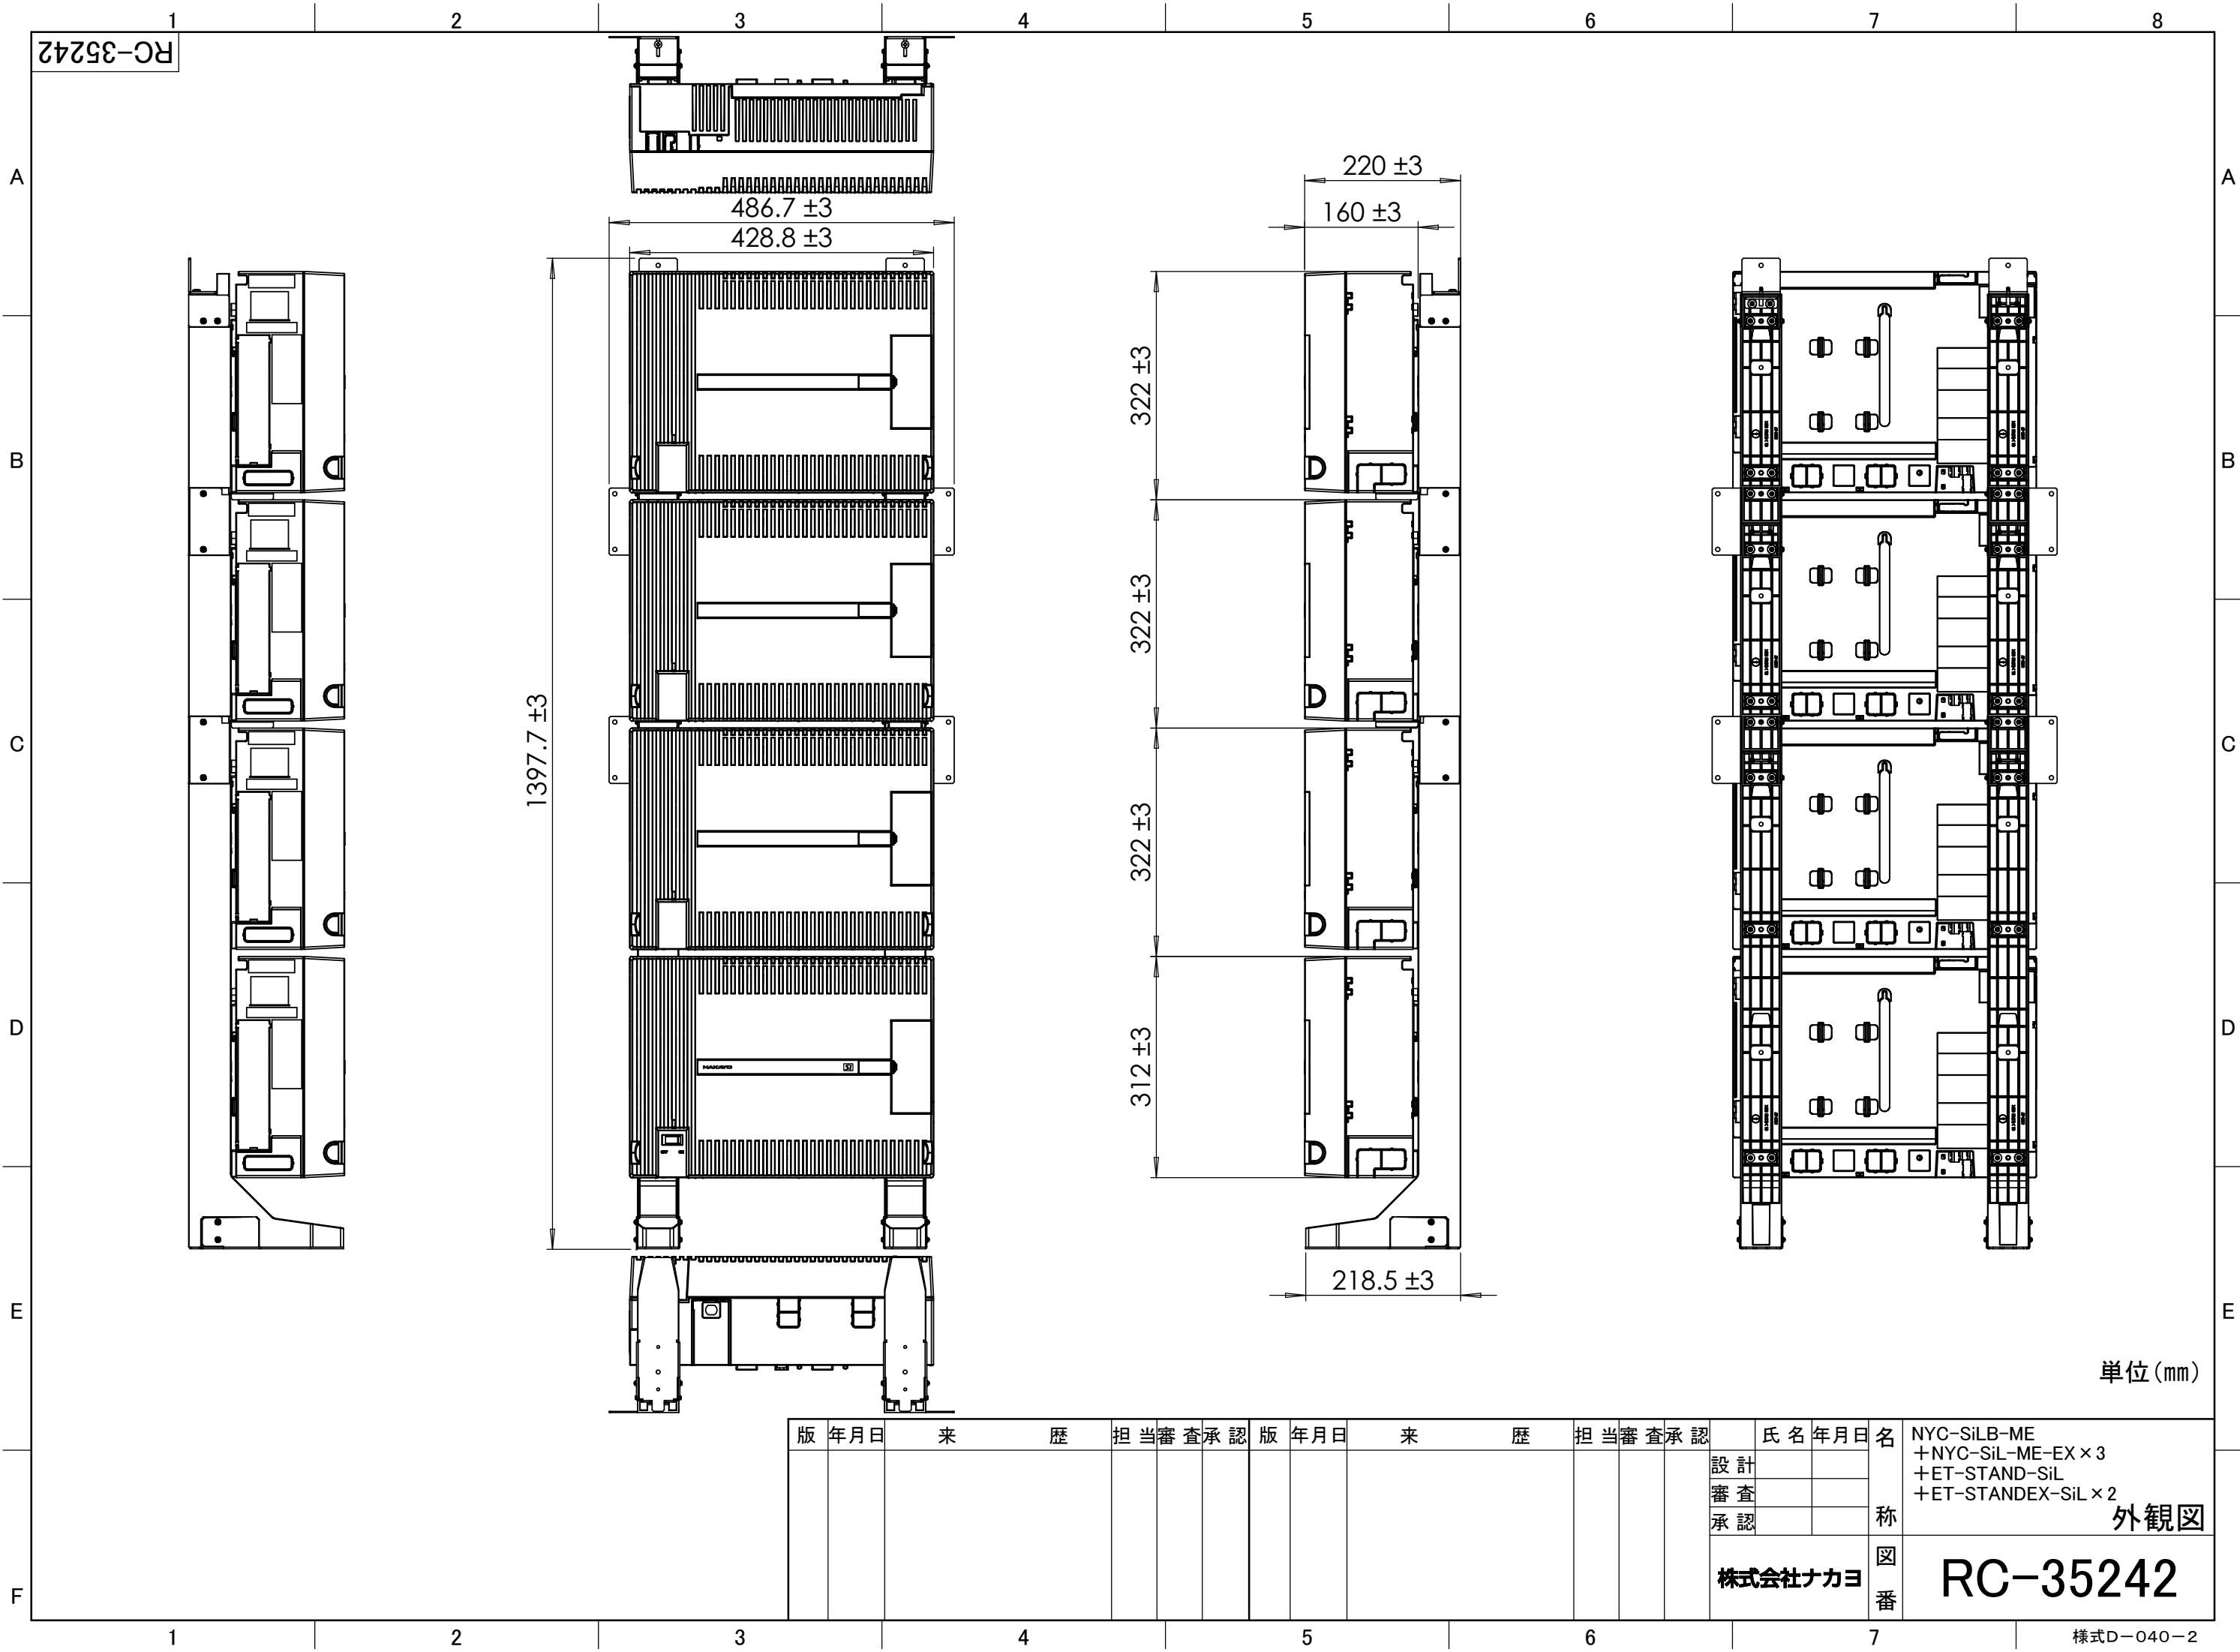 1 2 3 4 5 6 7 8
RC-35242
A A
B B
C C
D D
E E
F
486.7 ±3
428.8 ±3
1397.7 ±3
220 ±3
160 ±3
322 ±3
322 ±3
322 ±3
312 ±3
218.5 ±3
NAKAYO
単位(㎜)
版 年月日 来 歴 担当 審査 承認 版 年月日 来 歴 担当 審査 承認 氏名 年月日
設計
審査
承認
名称
NYC-SiLB-ME
+NYC-SiL-ME-EX×3
+ET-STAND-SiL
+ET-STANDEX-SiL×2
外観図
株式会社ナカヨ
図番
RC-35242
1 2 3 4 5 6 7
様式D-040-2